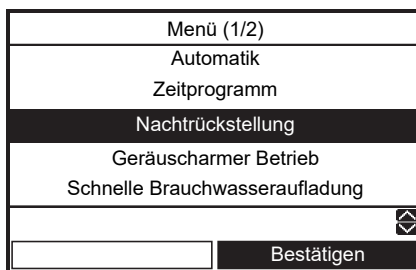 Menü (1/2)
Automatik
Zeitprogramm
Nachtrückstellung
Geräuscharmer Betrieb
Schnelle Brauchwasseraufladung
Bestätigen